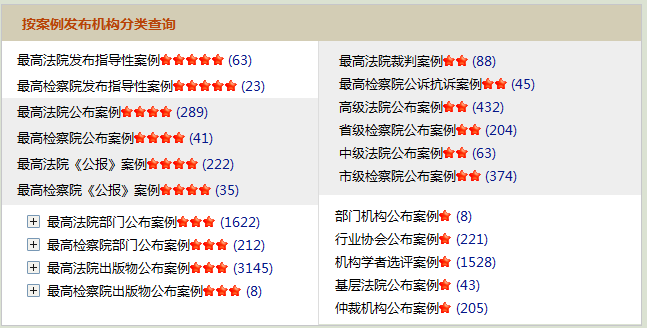 按案例发布机构分类查询
最高法院发布指导性案例★★★★★ (63)
最高检察院发布指导性案例★★★★★ (23)
最高法院公布案例★★★★ (289)
最高检察院公布案例★★★★ (41)
最高法院《公报》案例★★★★ (222)
最高检察院《公报》案例★★★★ (35)
最高法院部门公布案例★★★ (1622)
最高检察院部门公布案例★★★ (212)
最高法院出版物公布案例★★★ (3145)
最高检察院出版物公布案例★★★ (8)
最高法院裁判案例★★ (88)
最高检察院公诉抗诉案例★★ (45)
高级法院公布案例★★ (432)
省级检察院公布案例★★ (204)
中级法院公布案例★★ (63)
市级检察院公布案例★★ (374)
部门机构公布案例★ (8)
行业协会公布案例★ (221)
机构学者选评案例★ (1528)
基层法院公布案例★ (43)
仲裁机构公布案例★ (205)